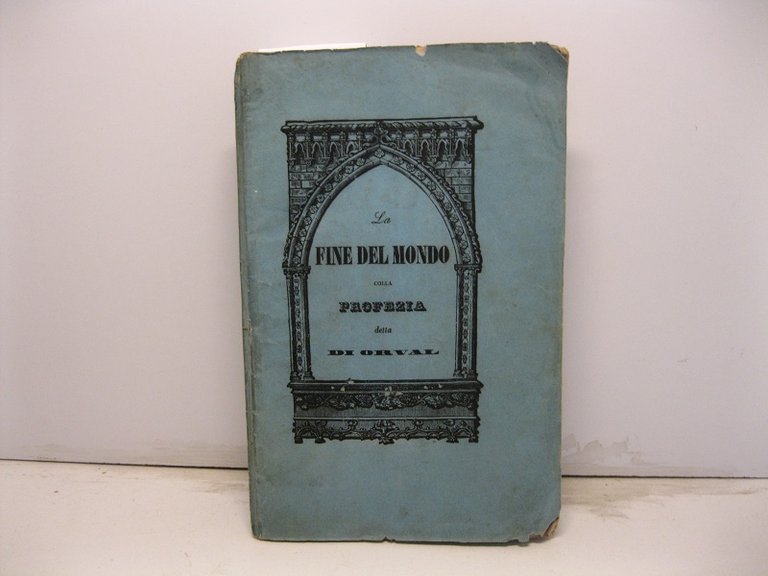 La
FINE DEL MONDO
COLLA
PROFEZIA
detta
DI ORVAL